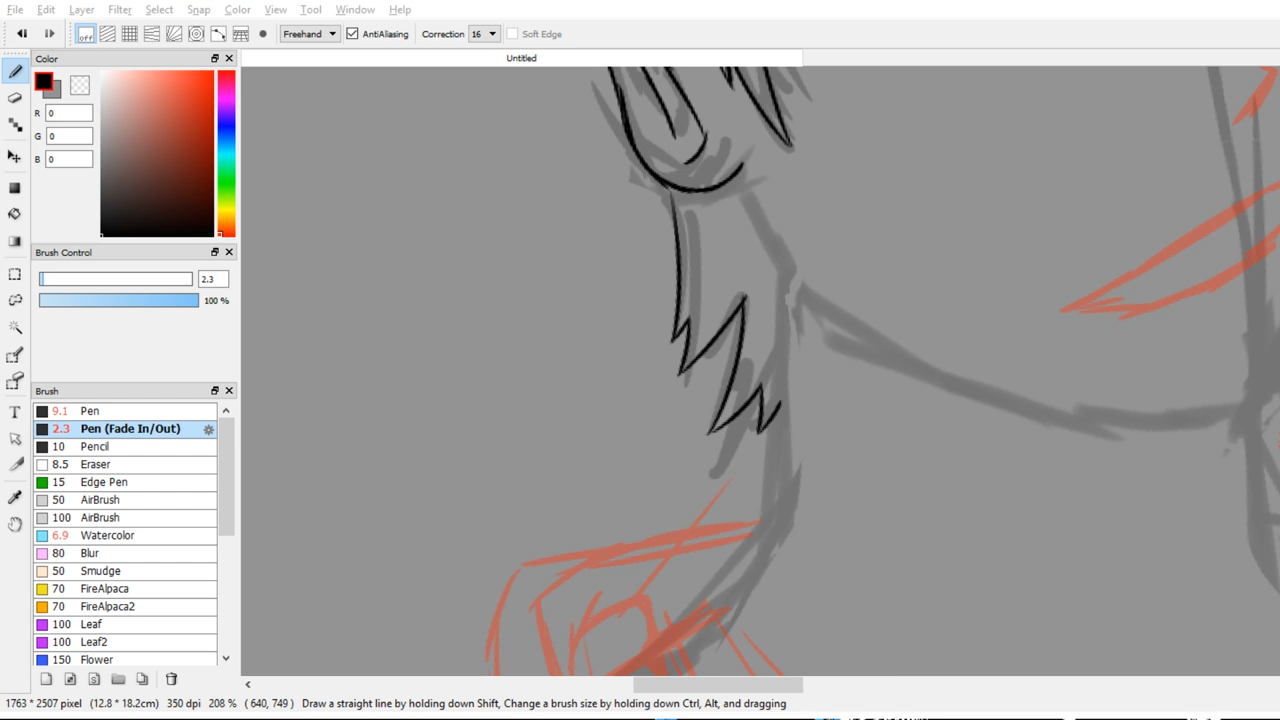 File Edit Layer Filter Select Snap Color View Tool Window Help
off Freehand AntiAliasing Correction 16 Soft Edge
Color
Untitled
R 0
G 0
B 0
Brush Control
2.3
100 %
Brush
9.1 Pen
2.3 Pen (Fade In/Out)
10 Pencil
8.5 Eraser
15 Edge Pen
50 AirBrush
100 AirBrush
6.9 Watercolor
80 Blur
50 Smudge
70 FireAlpaca
70 FireAlpaca2
100 Leaf
100 Leaf2
150 Flower
1763 * 2507 pixel (12.8 * 18.2cm) 350 dpi 208 % ( 640, 749 ) Draw a straight line by holding down Shift, Change a brush size by holding down Ctrl, Alt, and dragging